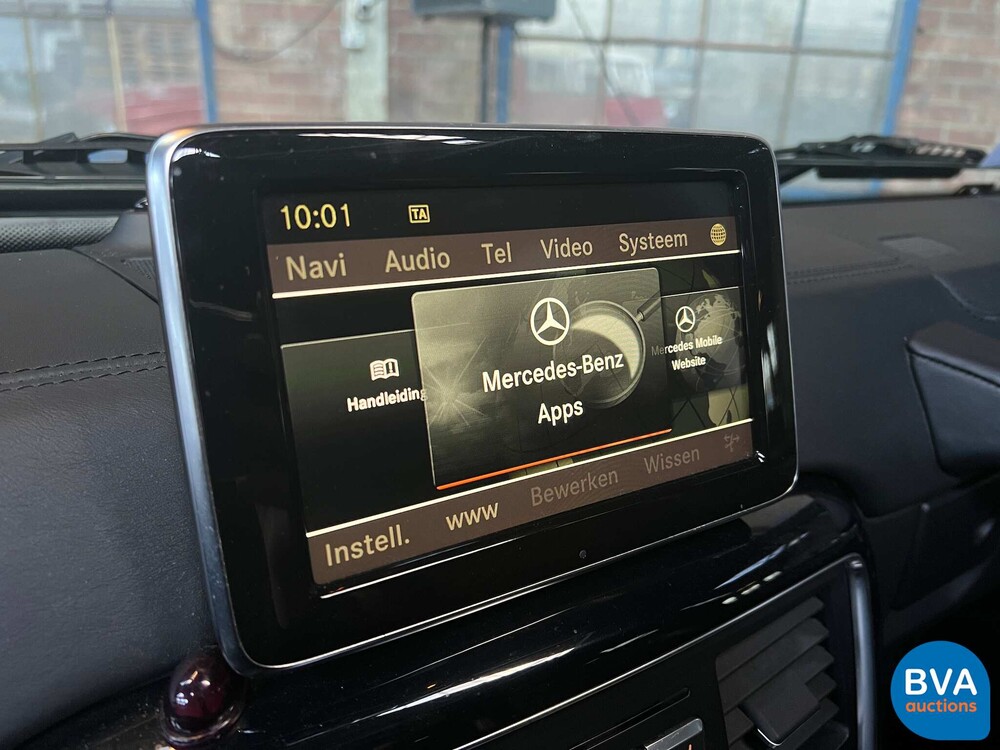 10:01 TA
Navi Audio Tel Video Systeem
Handleiding
Mercedes-Benz
Apps
Mercedes Mobile
Website
Instell. www Bewerken Wissen
BVA
auctions